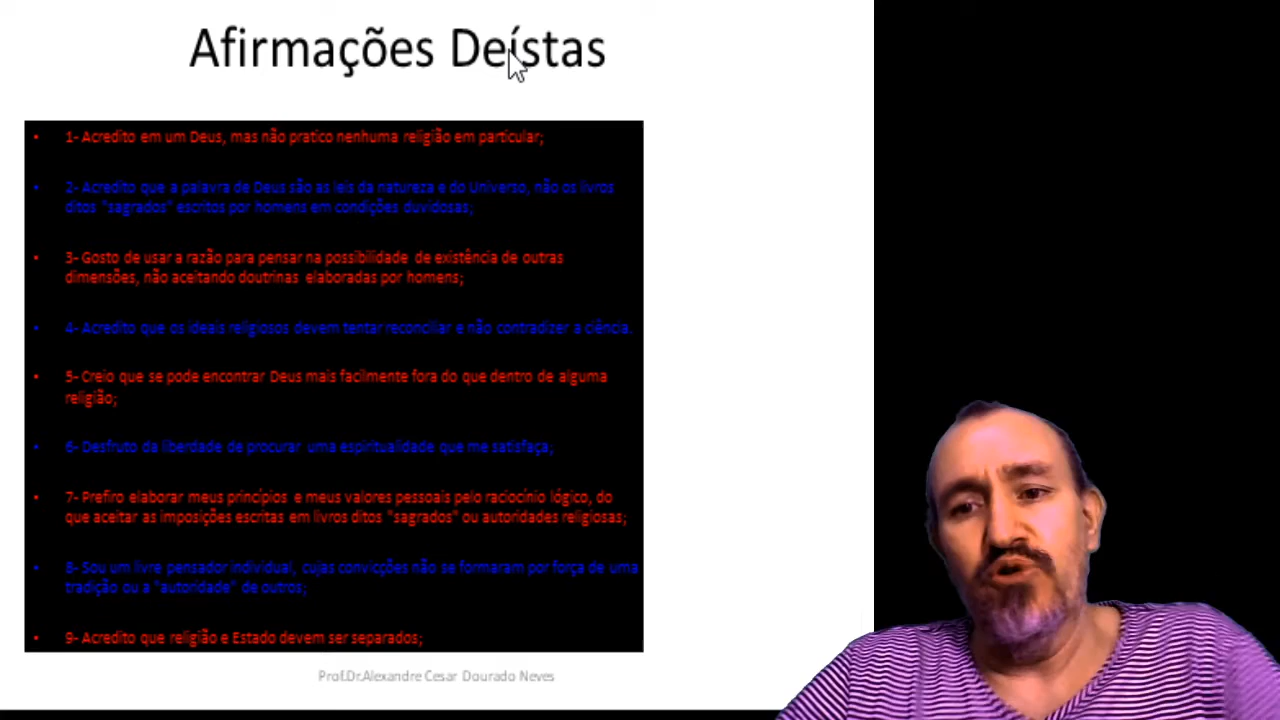 Afirmações Deístas
• 1- Acredito em um Deus, mas não pratico nenhuma religião em particular;
• 2- Acredito que a palavra de Deus são as leis da natureza e do Universo, não os livros
ditos "sagrados" escritos por homens em condições duvidosas;
• 3- Gosto de usar a razão para pensar na possibilidade de existência de outras
dimensões, não aceitando doutrinas elaboradas por homens;
• 4- Acredito que os ideais religiosos devem tentar reconciliar e não contradizer a ciência.
• 5- Creio que se pode encontrar Deus mais facilmente fora do que dentro de alguma
religião;
• 6- Desfruto da liberdade de procurar uma espiritualidade que me satisfaça;
• 7- Prefiro elaborar meus princípios e meus valores pessoais pelo raciocínio lógico, do
que aceitar as imposições escritas em livros ditos "sagrados" ou autoridades religiosas;
• 8- Sou um livre pensador individual, cujas convicções não se formaram por força de uma
tradição ou a "autoridade" de outros;
• 9- Acredito que religião e Estado devem ser separados;
Prof.Dr.Alexandre Cesar Dourado Neves